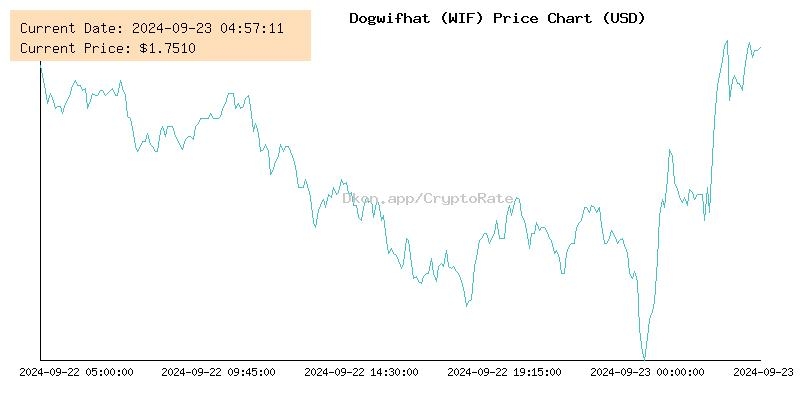 Dogwifhat (WIF) Price Chart (USD)
Current Date: 2024-09-23 04:57:11
Current Price: $1.7510
Dkon.app/CryptoRate
2024-09-22 05:00:00 2024-09-22 09:45:00 2024-09-22 14:30:00 2024-09-22 19:15:00 2024-09-23 00:00:00 2024-09-23